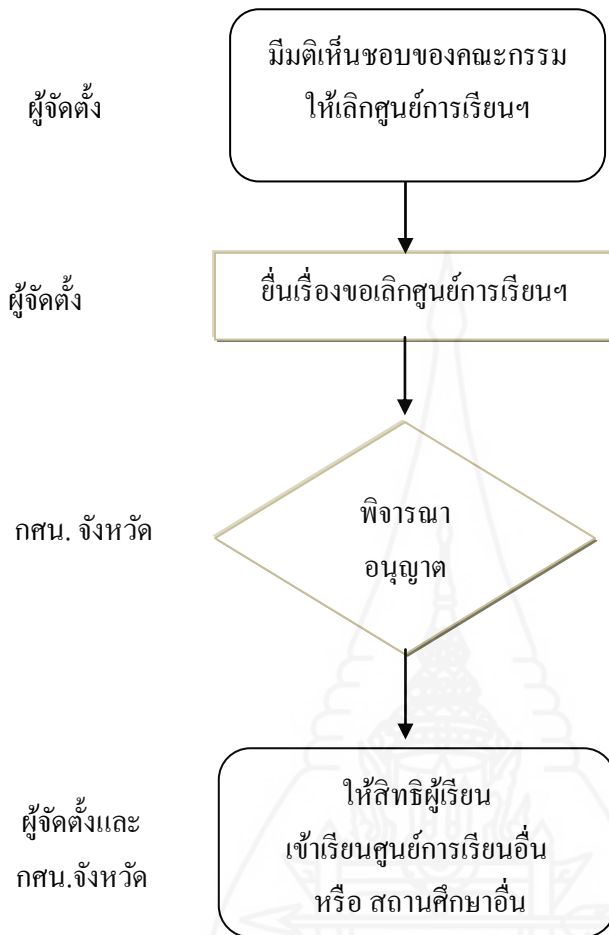 มีมติเห็นชอบของคณะกรรม
ผู้จัดตั้ง
ให้เลิกศูนย์การเรียนฯ
ผู้จัดตั้ง
ยื่นเรื่องขอเลิกศูนย์การเรียนฯ
กศน. จังหวัด
พิจารณา
อนุญาต
ผู้จัดตั้งและ
กศน.จังหวัด
ให้สิทธิผู้เรียน
เข้าเรียนศูนย์การเรียนอื่น
หรือ สถานศึกษาอื่น